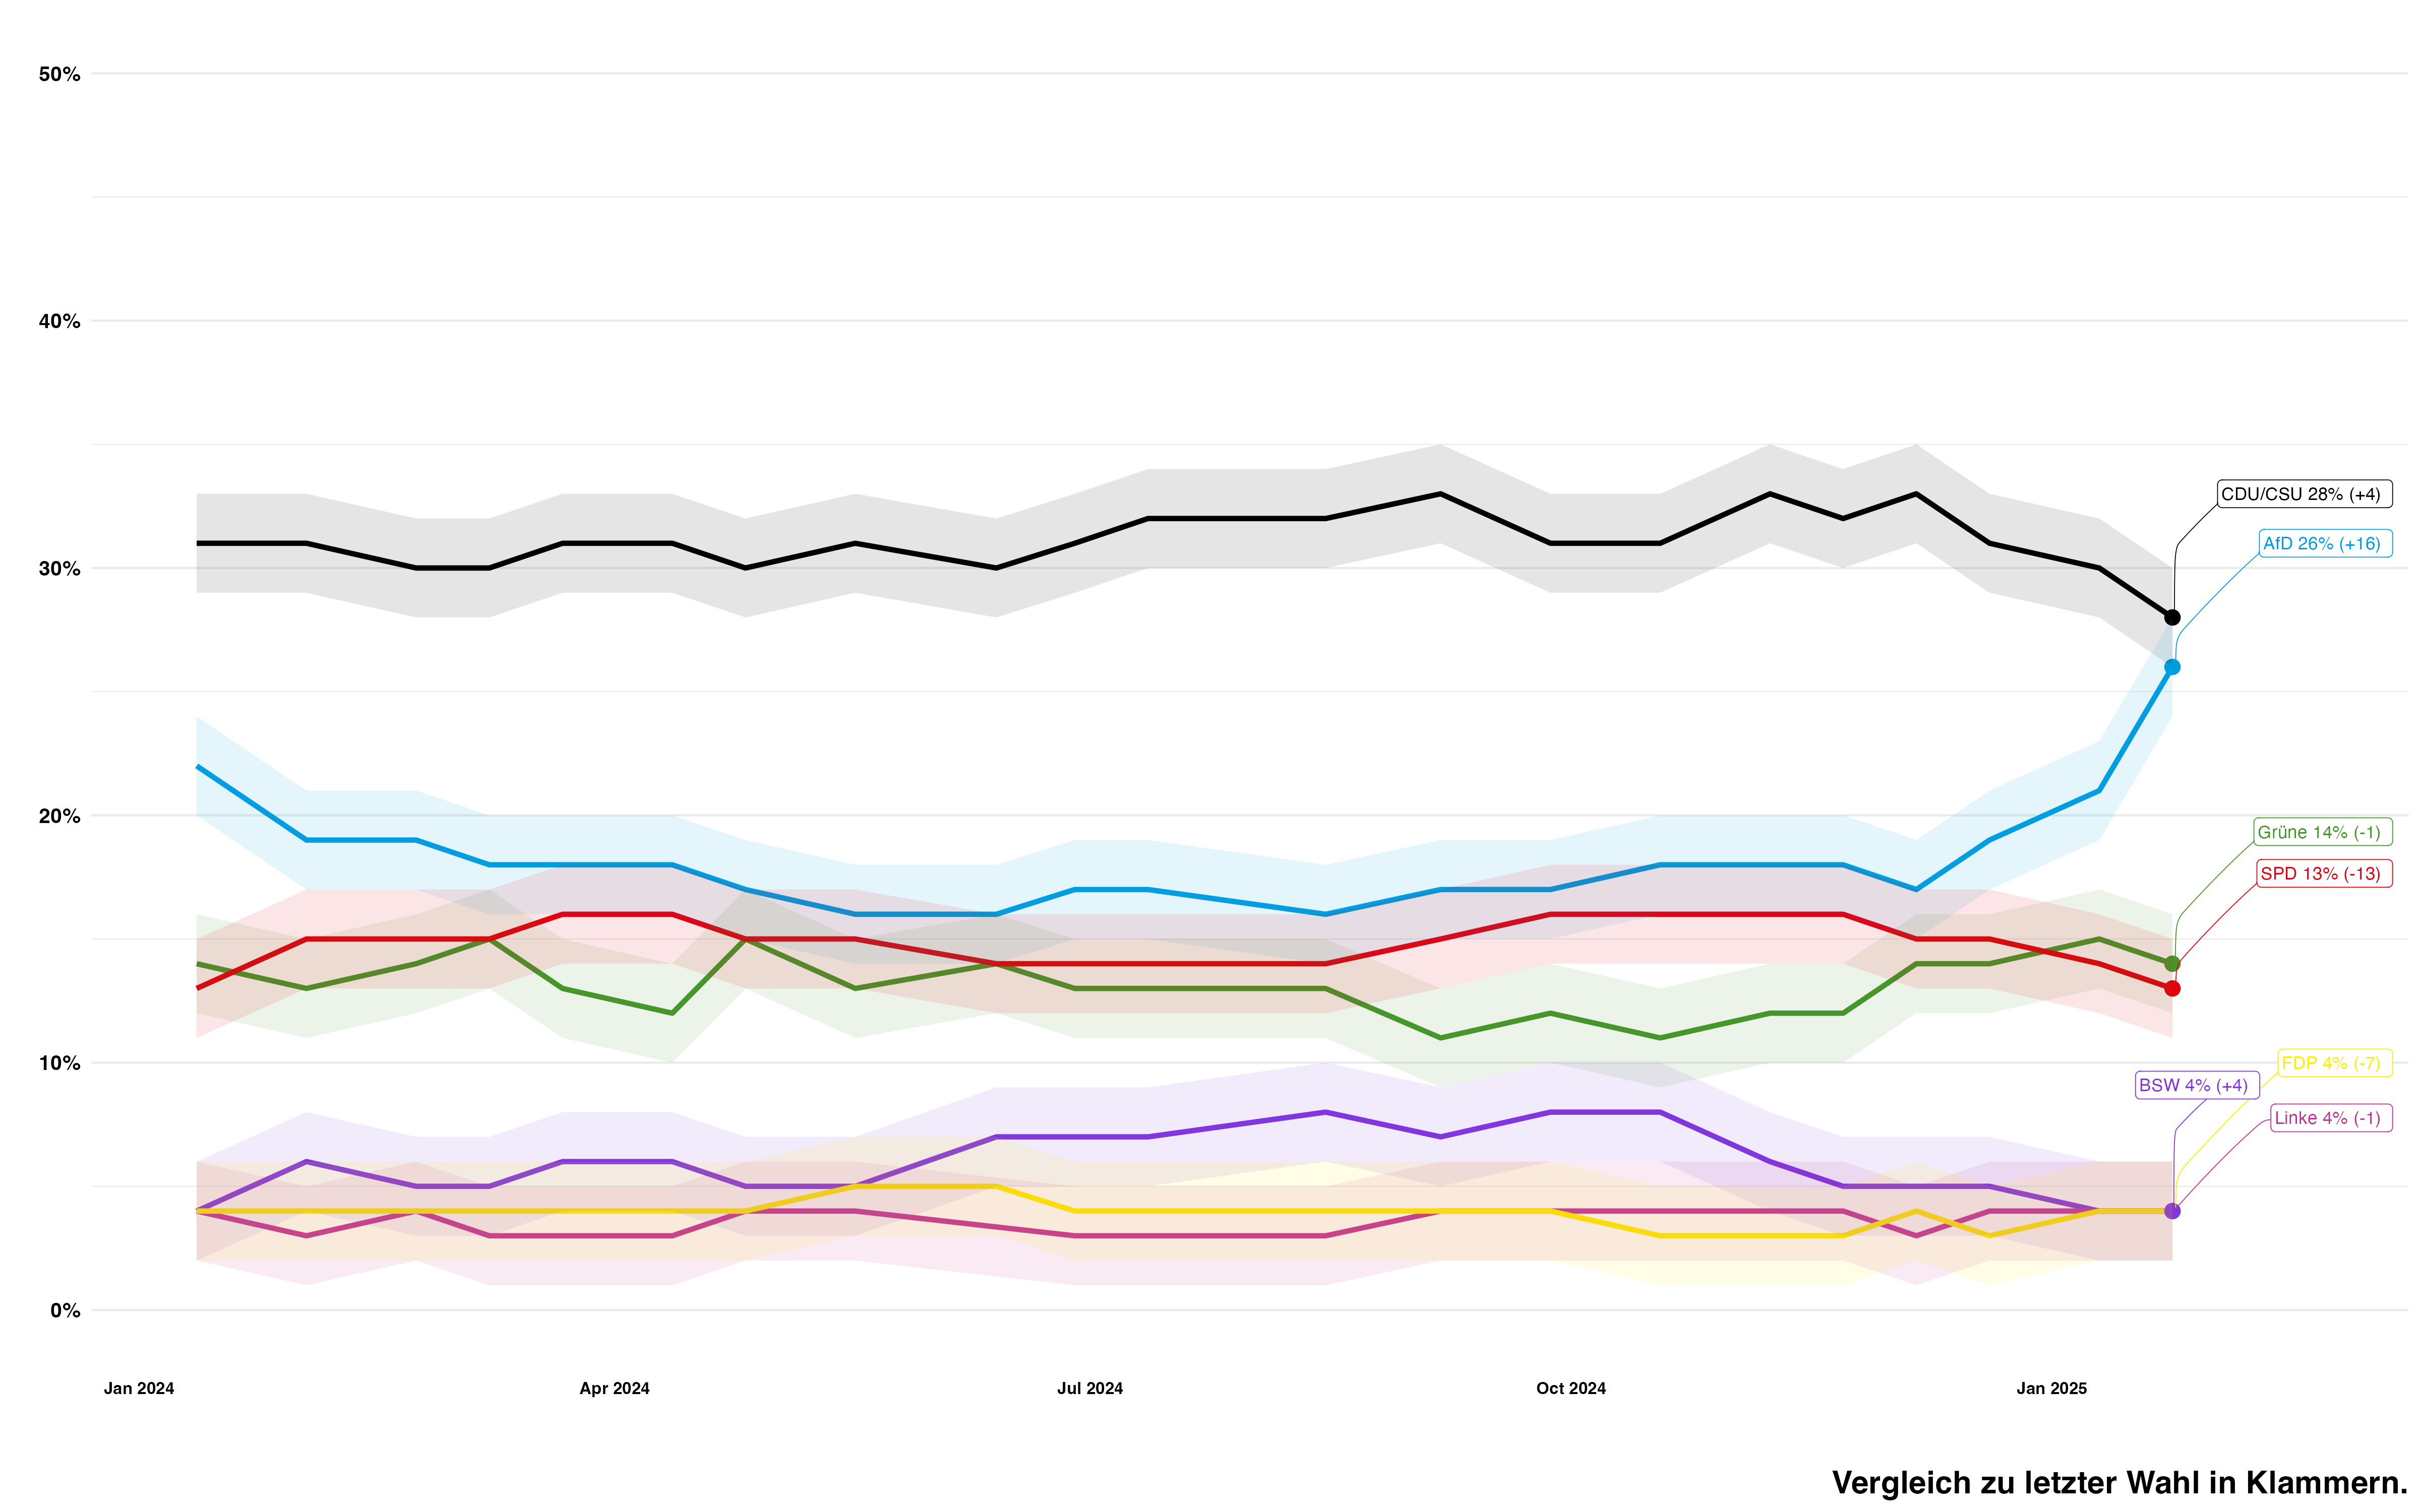 50%
40%
30%
20%
10%
0%
CDU/CSU 28% (+4)
AfD 26% (+16)
Grüne 14% (-1)
SPD 13% (-13)
FDP 4% (-7)
BSW 4% (+4)
Linke 4% (-1)
Jan 2024
Apr 2024
Jul 2024
Oct 2024
Jan 2025
Vergleich zu letzter Wahl in Klammern.